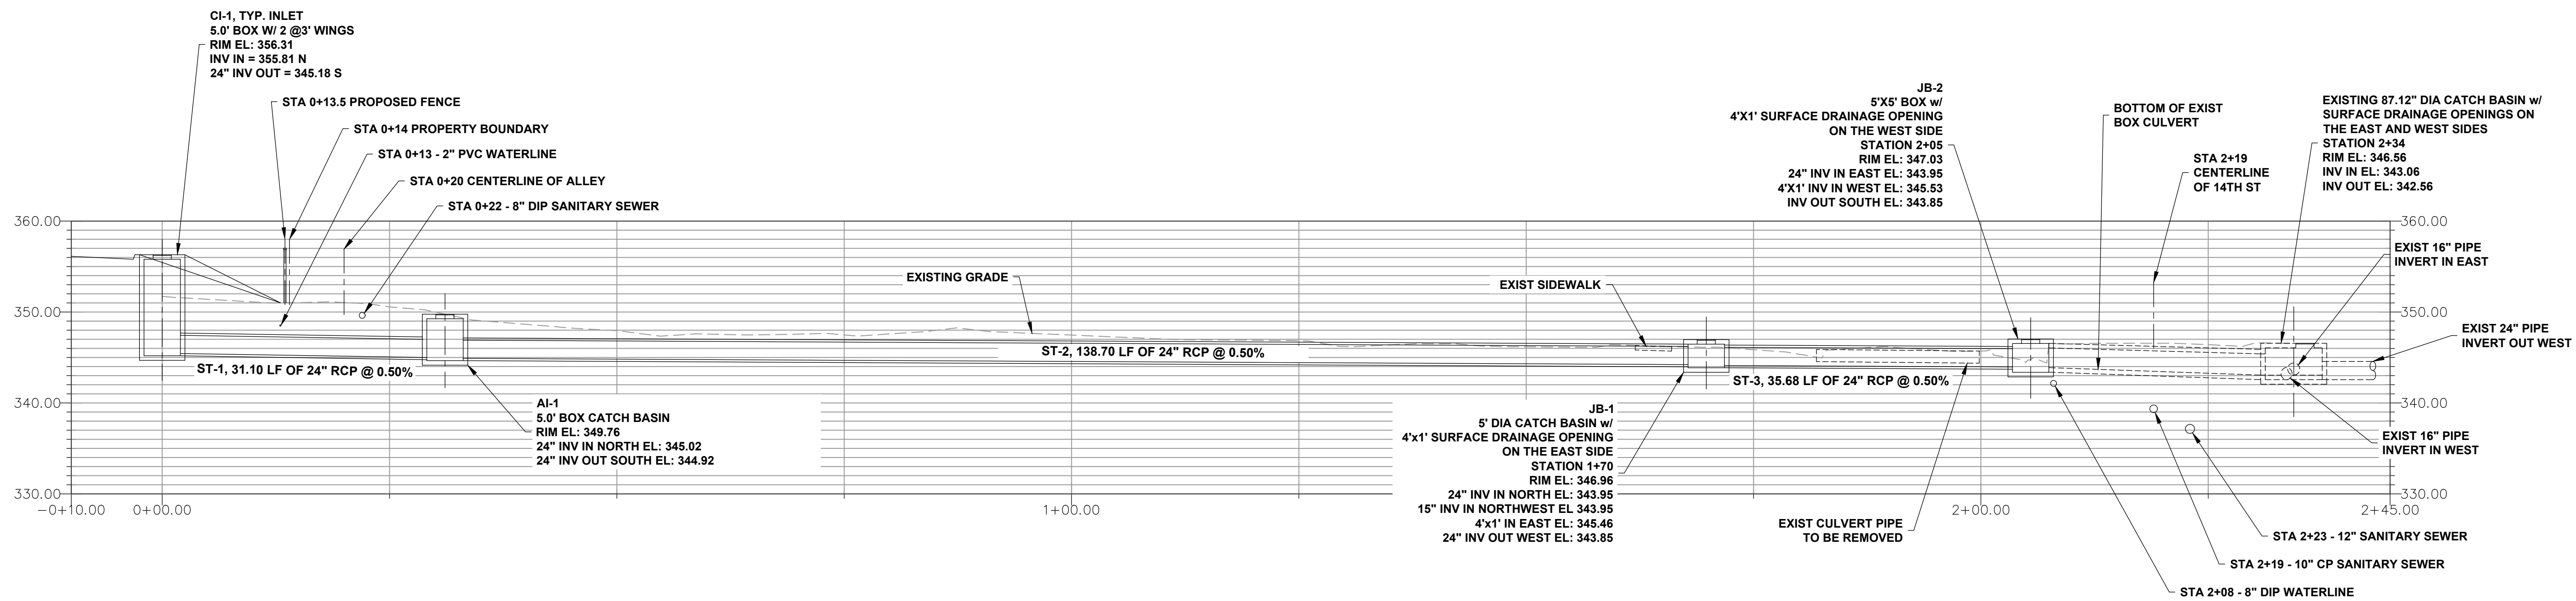 CI-1, TYP. INLET
5.0' BOX W/ 2 @3' WINGS
RIM EL: 356.31
INV IN = 355.81 N
24" INV OUT = 345.18 S
STA 0+13.5 PROPOSED FENCE
STA 0+14 PROPERTY BOUNDARY
STA 0+13 - 2" PVC WATERLINE
STA 0+20 CENTERLINE OF ALLEY
STA 0+22 - 8" DIP SANITARY SEWER
JB-2
5'X5' BOX w/
4'X1' SURFACE DRAINAGE OPENING
ON THE WEST SIDE
STATION 2+05
RIM EL: 347.03
24" INV IN EAST EL: 343.95
4'X1' INV IN WEST EL: 345.53
INV OUT SOUTH EL: 343.85
BOTTOM OF EXIST
BOX CULVERT
STA 2+19
CENTERLINE
OF 14TH ST
EXISTING 87.12" DIA CATCH BASIN w/
SURFACE DRAINAGE OPENINGS ON
THE EAST AND WEST SIDES
STATION 2+34
RIM EL: 346.56
INV IN EL: 343.06
INV OUT EL: 342.56
360.00
350.00
340.00
330.00
360.00
350.00
340.00
330.00
EXIST 16" PIPE
INVERT IN EAST
EXIST 24" PIPE
INVERT OUT WEST
EXIST 16" PIPE
INVERT IN WEST
EXISTING GRADE
EXIST SIDEWALK
ST-1, 31.10 LF OF 24" RCP @ 0.50%
ST-2, 138.70 LF OF 24" RCP @ 0.50%
ST-3, 35.68 LF OF 24" RCP @ 0.50%
AI-1
5.0' BOX CATCH BASIN
RIM EL: 349.76
24" INV IN NORTH EL: 345.02
24" INV OUT SOUTH EL: 344.92
JB-1
5' DIA CATCH BASIN w/
4'x1' SURFACE DRAINAGE OPENING
ON THE EAST SIDE
STATION 1+70
RIM EL: 346.96
24" INV IN NORTH EL: 343.95
15" INV IN NORTHWEST EL 343.95
4'x1' IN EAST EL: 345.46
24" INV OUT WEST EL: 343.85
EXIST CULVERT PIPE
TO BE REMOVED
-0+10.00
0+00.00
1+00.00
2+00.00
2+45.00
STA 2+23 - 12" SANITARY SEWER
STA 2+19 - 10" CP SANITARY SEWER
STA 2+08 - 8" DIP WATERLINE